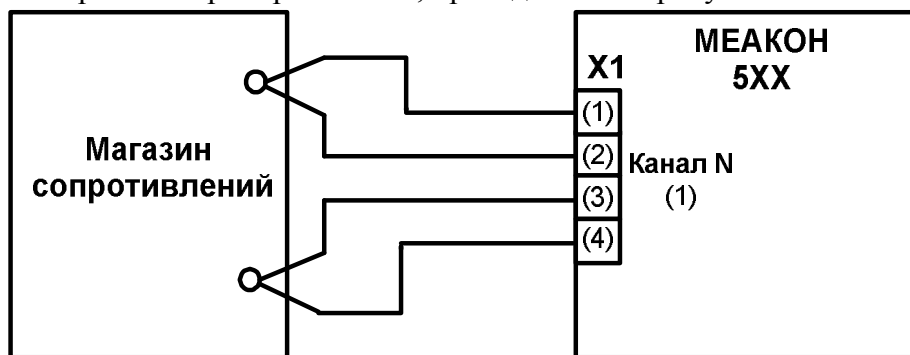 МЕАКОН
5XX
X1
(1)
(2)
(3)
(4)
Канал N
(1)
Магазин
сопротивлений